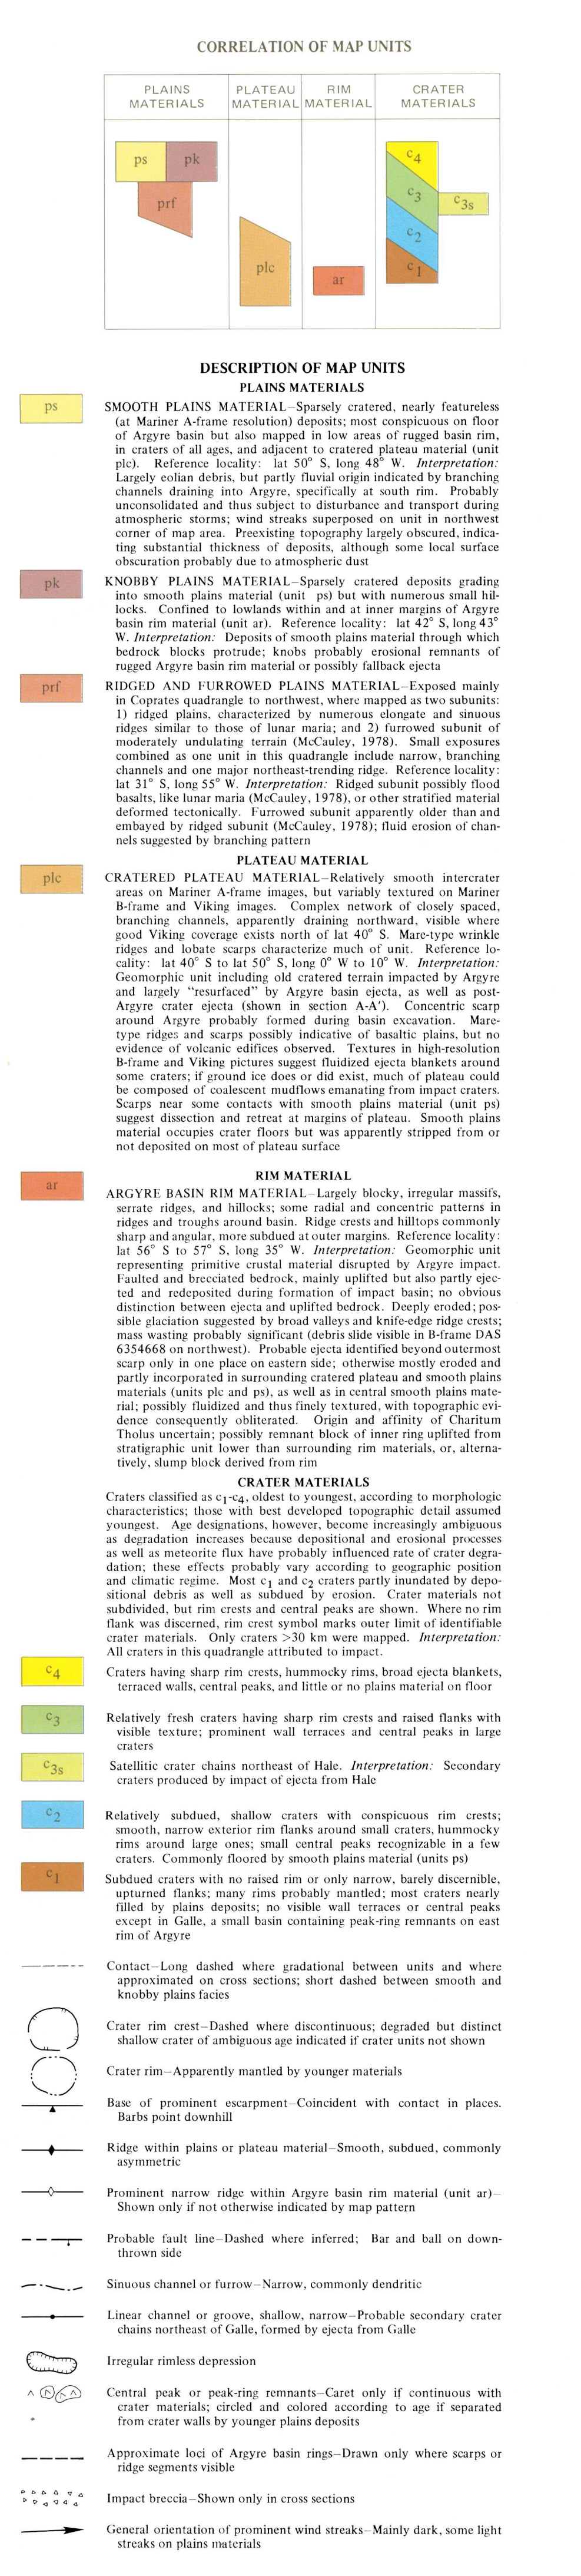 CORRELATION OF MAP UNITS
PLAINS MATERIALS
PLATEAU MATERIAL
RIM MATERIAL
CRATER MATERIALS
ps
pk
prf
plc
ar
c4
c3
c3s
c2
c1
DESCRIPTION OF MAP UNITS
PLAINS MATERIALS
ps
SMOOTH PLAINS MATERIAL—Sparsely cratered, nearly featureless
(at Mariner A-frame resolution) deposits; most conspicuous on floor
of Argyre basin but also mapped in low areas of rugged basin rim,
in craters of all ages, and adjacent to cratered plateau material (unit
plc). Reference locality: lat 50° S, long 48° W. Interpretation:
Largely eolian debris, but partly fluvial origin indicated by branching
channels draining into Argyre, specifically at south rim. Probably
unconsolidated and thus subject to disturbance and transport during
atmospheric storms; wind streaks superposed on unit in northwest
corner of map area. Preexisting topography largely obscured, indica-
ting substantial thickness of deposits, although some local surface
obscuration probably due to atmospheric dust
pk
KNOBBY PLAINS MATERIAL—Sparsely cratered deposits grading
into smooth plains material (unit ps) but with numerous small hil-
locks. Confined to lowlands within and at inner margins of Argyre
basin rim material (unit ar). Reference locality: lat 42° S, long 43°
W. Interpretation: Deposits of smooth plains material through which
bedrock blocks protrude; knobs probably erosional remnants of
rugged Argyre basin rim material or possibly fallback ejecta
prf
RIDGED AND FURROWED PLAINS MATERIAL—Exposed mainly
in Coprates quadrangle to northwest, where mapped as two subunits:
1) ridged plains, characterized by numerous elongate and sinuous
ridges similar to those of lunar maria; and 2) furrowed subunit of
moderately undulating terrain (McCauley, 1978). Small exposures
combined as one unit in this quadrangle include narrow, branching
channels and one major northeast-trending ridge. Reference locality:
lat 31° S, long 55° W. Interpretation: Ridged subunit possibly flood
basalts, like lunar maria (McCauley, 1978), or other stratified material
deformed tectonically. Furrowed subunit apparently older than and
embayed by ridged subunit (McCauley, 1978); fluid erosion of chan-
nels suggested by branching pattern
PLATEAU MATERIAL
plc
CRATERED PLATEAU MATERIAL—Relatively smooth intercrater
areas on Mariner A-frame images, but variably textured on Mariner
B-frame and Viking images. Complex network of closely spaced,
branching channels, apparently draining northward, visible where
good Viking coverage exists north of lat 40° S. Mare-type wrinkle
ridges and lobate scarps characterize much of unit. Reference lo-
cality: lat 40° S to lat 50° S, long 0° W to 10° W. Interpretation:
Geomorphic unit including old cratered terrain impacted by Argyre
and largely "resurfaced" by Argyre basin ejecta, as well as post-
Argyre crater ejecta (shown in section A-A'). Concentric scarp
around Argyre probably formed during basin excavation. Mare-
type ridges and scarps possibly indicative of basaltic plains, but no
evidence of volcanic edifices observed. Textures in high-resolution
B-frame and Viking pictures suggest fluidized ejecta blankets around
some craters; if ground ice does or did exist, much of plateau could
be composed of coalescent mudflows emanating from impact craters.
Scarps near some contacts with smooth plains material (unit ps)
suggest dissection and retreat at margins of plateau. Smooth plains
material occupies crater floors but was apparently stripped from or
not deposited on most of plateau surface
RIM MATERIAL
ar
ARGYRE BASIN RIM MATERIAL—Largely blocky, irregular massifs,
serrate ridges, and hillocks; some radial and concentric patterns in
ridges and troughs around basin. Ridge crests and hilltops commonly
sharp and angular, more subdued at outer margins. Reference locality:
lat 56° S to 57° S, long 35° W. Interpretation: Geomorphic unit
representing primitive crustal material disrupted by Argyre impact.
Faulted and brecciated bedrock, mainly uplifted but also partly ejec-
ted and redeposited during formation of impact basin; no obvious
distinction between ejecta and uplifted bedrock. Deeply eroded; pos-
sible glaciation suggested by broad valleys and knife-edge ridge crests;
mass wasting probably significant (debris slide visible in B-frame DAS
6354668 on northwest). Probable ejecta identified beyond outermost
scarp only in one place on eastern side; otherwise mostly eroded and
partly incorporated in surrounding cratered plateau and smooth plains
materials (units plc and ps), as well as in central smooth plains mate-
rial; possibly fluidized and thus finely textured, with topographic evi-
dence consequently obliterated. Origin and affinity of Charitum
Tholus uncertain; possibly remnant block of inner ring uplifted from
stratigraphic unit lower than surrounding rim materials, or, alterna-
tively, slump block derived from rim
CRATER MATERIALS
Craters classified as c1-c4, oldest to youngest, according to morphologic
characteristics; those with best developed topographic detail assumed
youngest. Age designations, however, become increasingly ambiguous
as degradation increases because depositional and erosional processes
as well as meteorite flux have probably influenced rate of crater degra-
dation; these effects probably vary according to geographic position
and climatic regime. Most c1 and c2 craters partly inundated by depo-
sitional debris as well as subdued by erosion. Crater materials not
subdivided, but rim crests and central peaks are shown. Where no rim
flank was discerned, rim crest symbol marks outer limit of identifiable
crater materials. Only craters >30 km were mapped. Interpretation:
All craters in this quadrangle attributed to impact.
c4
Craters having sharp rim crests, hummocky rims, broad ejecta blankets,
terraced walls, central peaks, and little or no plains material on floor
c3
Relatively fresh craters having sharp rim crests and raised flanks with
visible texture; prominent wall terraces and central peaks in large
craters
c3s
Satellitic crater chains northeast of Hale. Interpretation: Secondary
craters produced by impact of ejecta from Hale
c2
Relatively subdued, shallow craters with conspicuous rim crests;
smooth, narrow exterior rim flanks around small craters, hummocky
rims around large ones; small central peaks recognizable in a few
craters. Commonly floored by smooth plains material (units ps)
c1
Subdued craters with no raised rim or only narrow, barely discernible,
upturned flanks; many rims probably mantled; most craters nearly
filled by plains deposits; no visible wall terraces or central peaks
except in Galle, a small basin containing peak-ring remnants on east
rim of Argyre
Contact—Long dashed where gradational between units and where
approximated on cross sections; short dashed between smooth and
knobby plains facies
Crater rim crest—Dashed where discontinuous; degraded but distinct
shallow crater of ambiguous age indicated if crater units not shown
Crater rim—Apparently mantled by younger materials
Base of prominent escarpment—Coincident with contact in places.
Barbs point downhill
Ridge within plains or plateau material—Smooth, subdued, commonly
asymmetric
Prominent narrow ridge within Argyre basin rim material (unit ar)—
Shown only if not otherwise indicated by map pattern
Probable fault line—Dashed where inferred; Bar and ball on down-
thrown side
Sinuous channel or furrow—Narrow, commonly dendritic
Linear channel or groove, shallow, narrow—Probable secondary crater
chains northeast of Galle, formed by ejecta from Galle
Irregular rimless depression
Central peak or peak-ring remnants—Caret only if continuous with
crater materials; circled and colored according to age if separated
from crater walls by younger plains deposits
Approximate loci of Argyre basin rings—Drawn only where scarps or
ridge segments visible
Impact breccia—Shown only in cross sections
General orientation of prominent wind streaks—Mainly dark, some light
streaks on plains materials